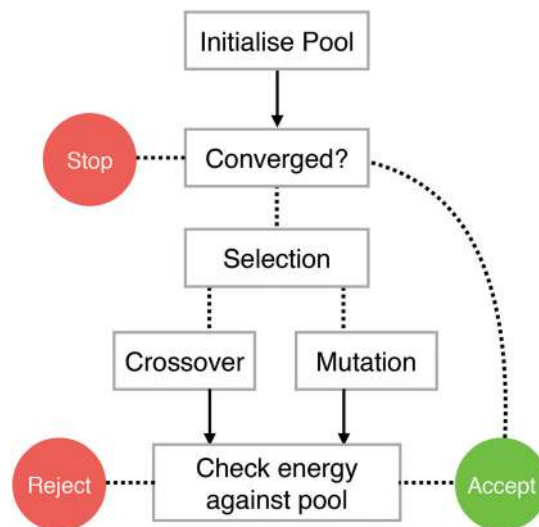 Initialise Pool
Stop
Converged?
Selection
Crossover
Mutation
Reject
Check energy
against pool
Accept